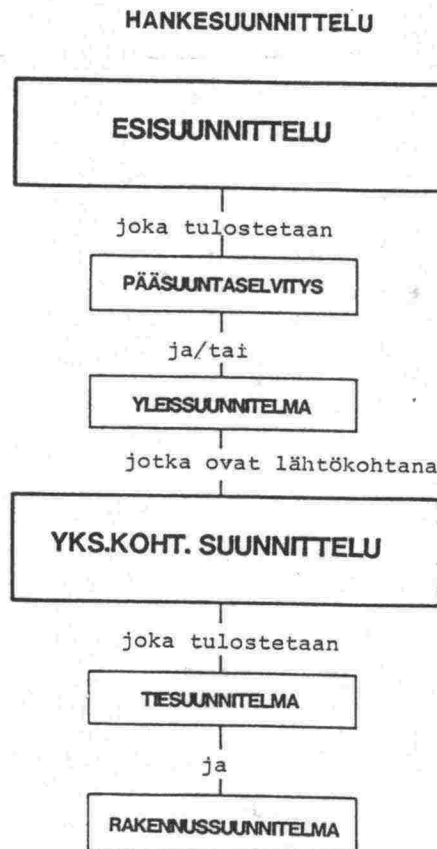 HANKESUUNNITTELU
ESISUUNNITTELU
joka tulostetaan
PÄÄSUUNTASELVITYS
ja/tai
YLEISSUUNNITELMA
jotka ovat lähtökohtana
YKS.KOHT. SUUNNITTELU
joka tulostetaan
TIESUUNNITELMA
ja
RAKENNUSSUUNNITELMA